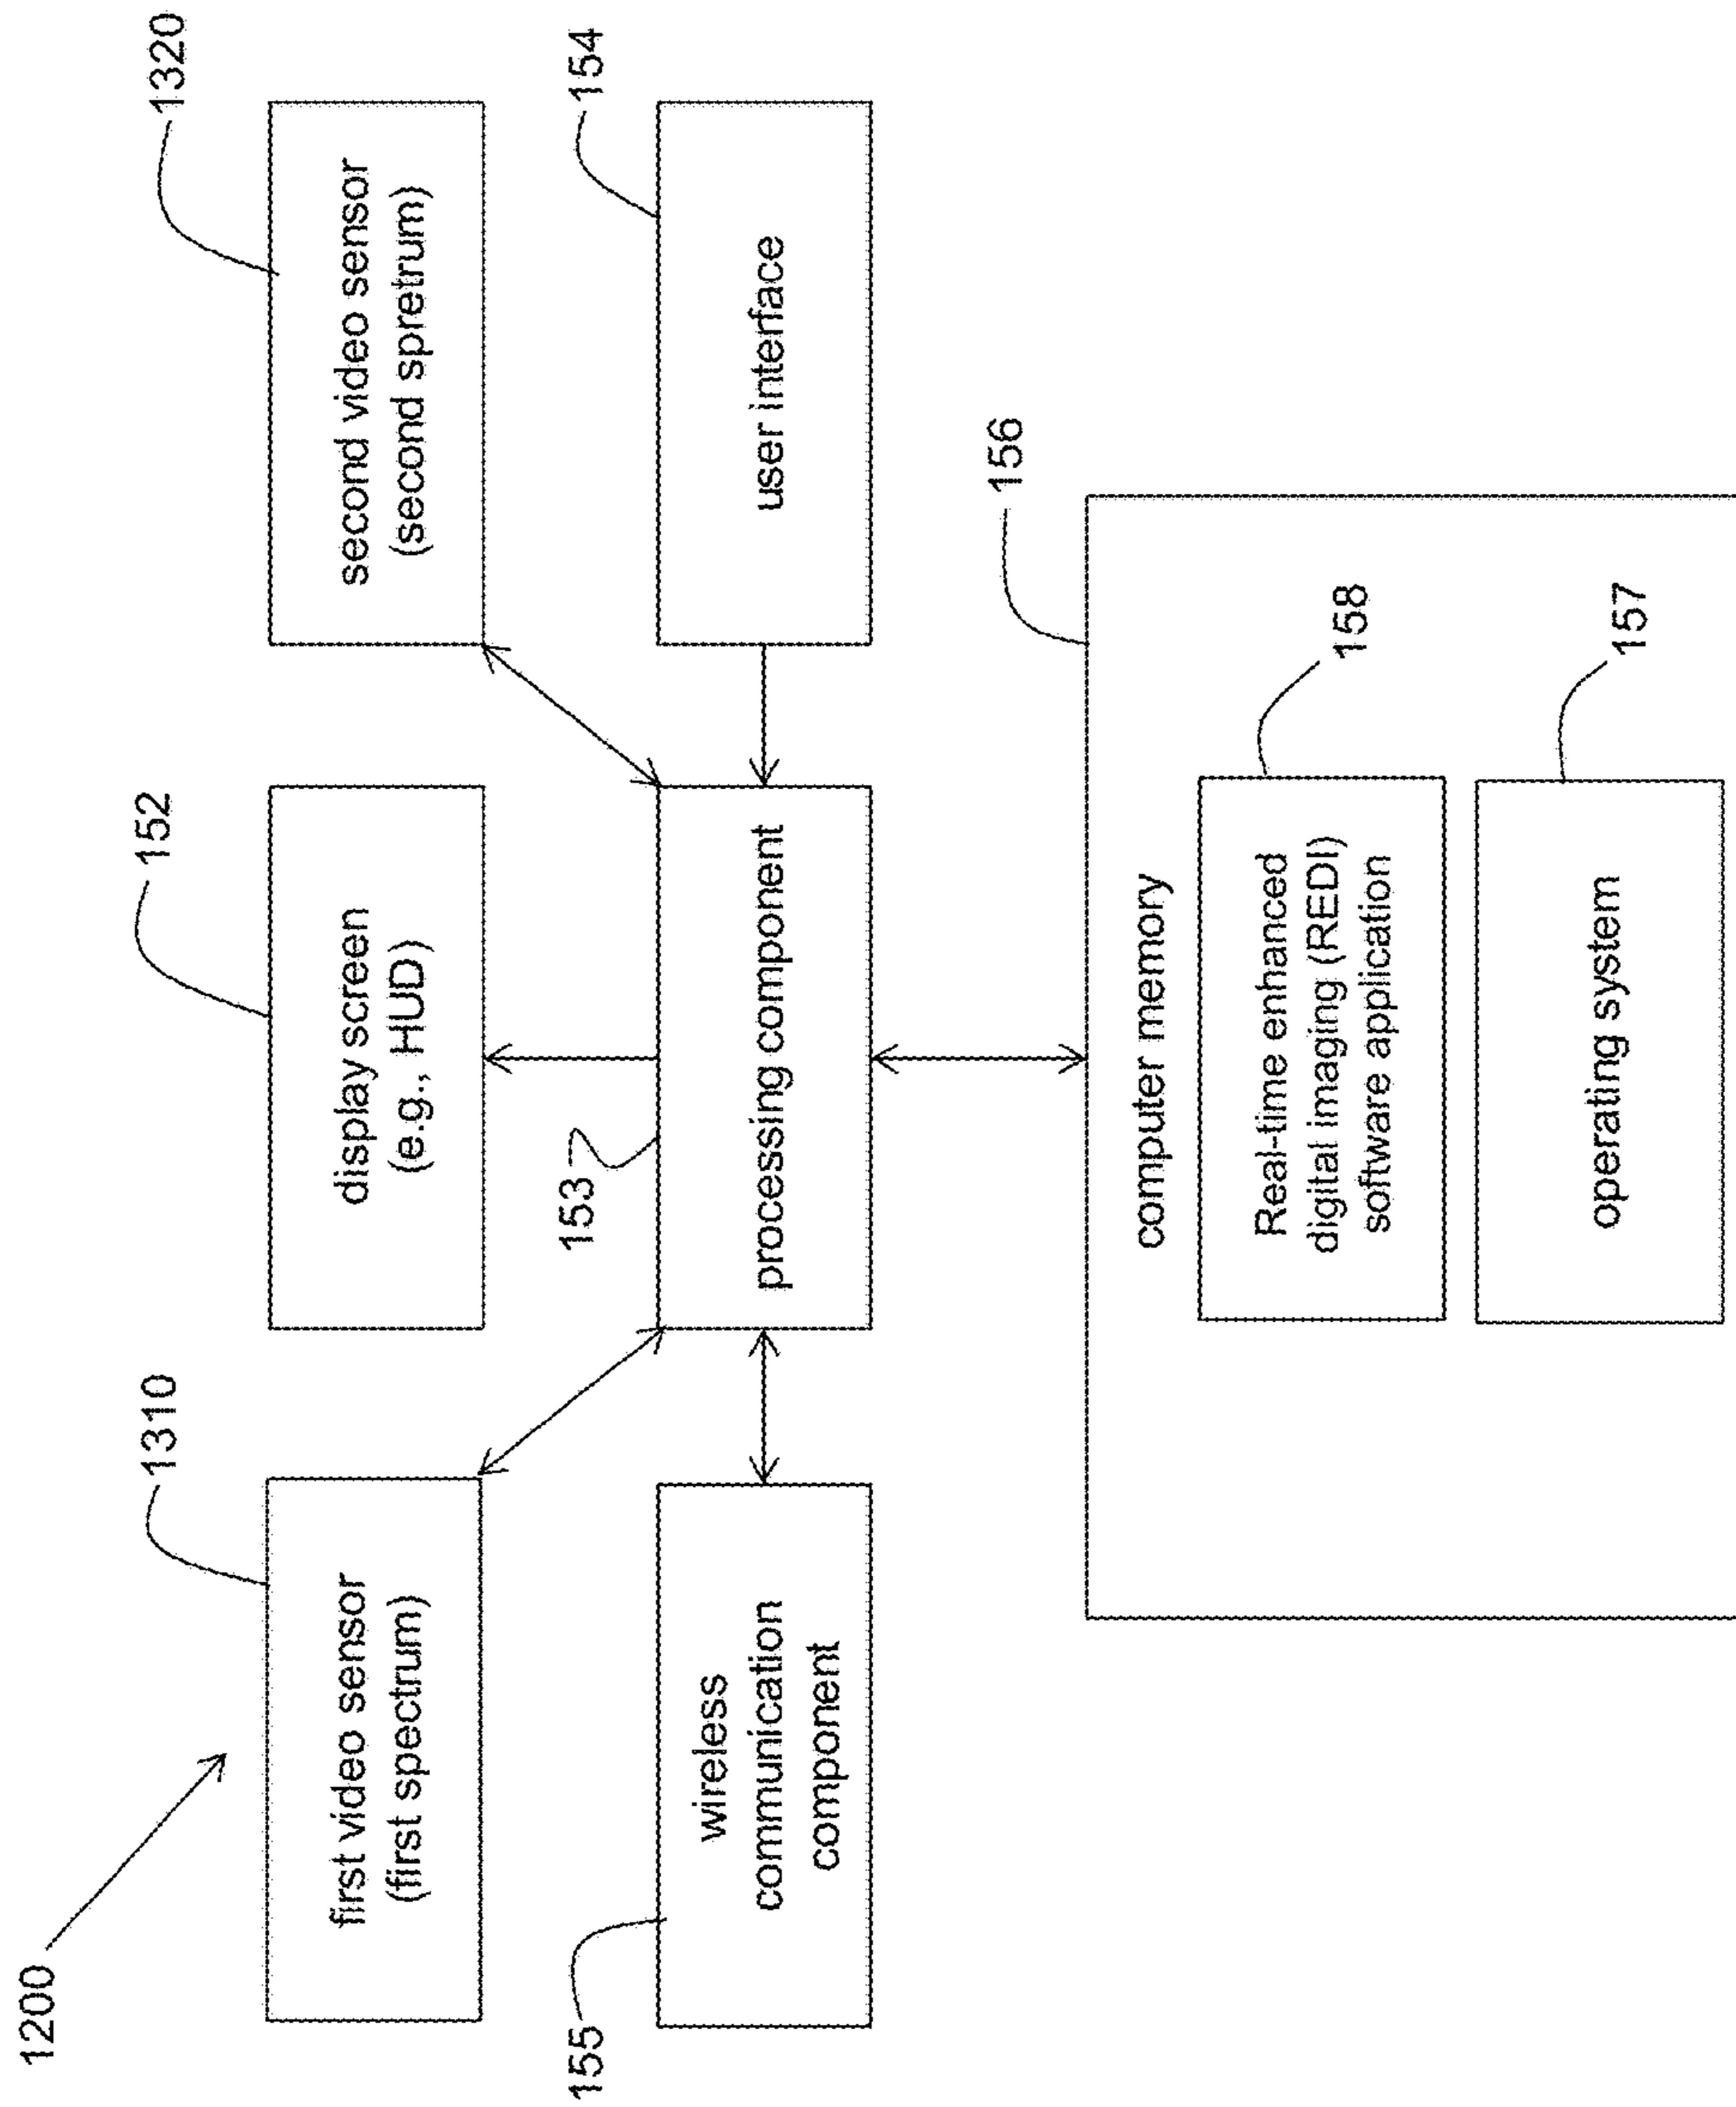 1200
1310
152
1320
first video sensor
(first spectrum)
display screen
(e.g., HUD)
second video sensor
(second spretrum)
155
153
154
wireless
communication
component
processing component
user interface
156
computer memory
158
Real-time enhanced
digital imaging (REDI)
software application
157
operating system